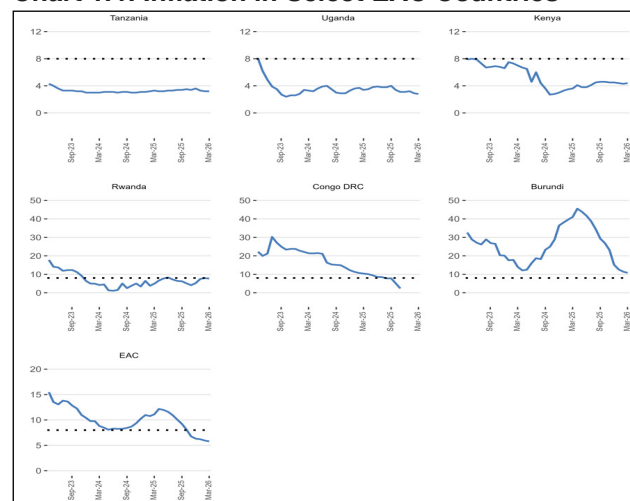 Tanzania
Uganda
Kenya
12
8
4
0
12
8
4
0
12
8
4
0
Sep-23
Mar-24
Sep-24
Mar-25
Sep-25
Mar-26
Sep-23
Mar-24
Sep-24
Mar-25
Sep-25
Mar-26
Sep-23
Mar-24
Sep-24
Mar-25
Sep-25
Mar-26
Rwanda
Congo DRC
Burundi
50
40
30
20
10
0
50
40
30
20
10
0
50
40
30
20
10
0
Sep-23
Mar-24
Sep-24
Mar-25
Sep-25
Mar-26
Sep-23
Mar-24
Sep-24
Mar-25
Sep-25
Mar-26
Sep-23
Mar-24
Sep-24
Mar-25
Sep-25
Mar-26
EAC
20
15
10
5
0
Sep-23
Mar-24
Sep-24
Mar-25
Sep-25
Mar-26